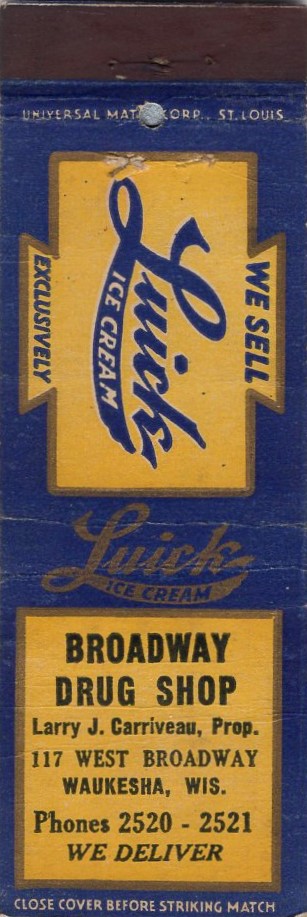 UNIVERSAL MATCH CORP., ST. LOUIS
WE SELL
Luick
ICE CREAM
EXCLUSIVELY
Luick
ICE CREAM
BROADWAY
DRUG SHOP
Larry J. Carriveau, Prop.
117 WEST BROADWAY
WAUKESHA, WIS.
Phones 2520 - 2521
WE DELIVER
CLOSE COVER BEFORE STRIKING MATCH